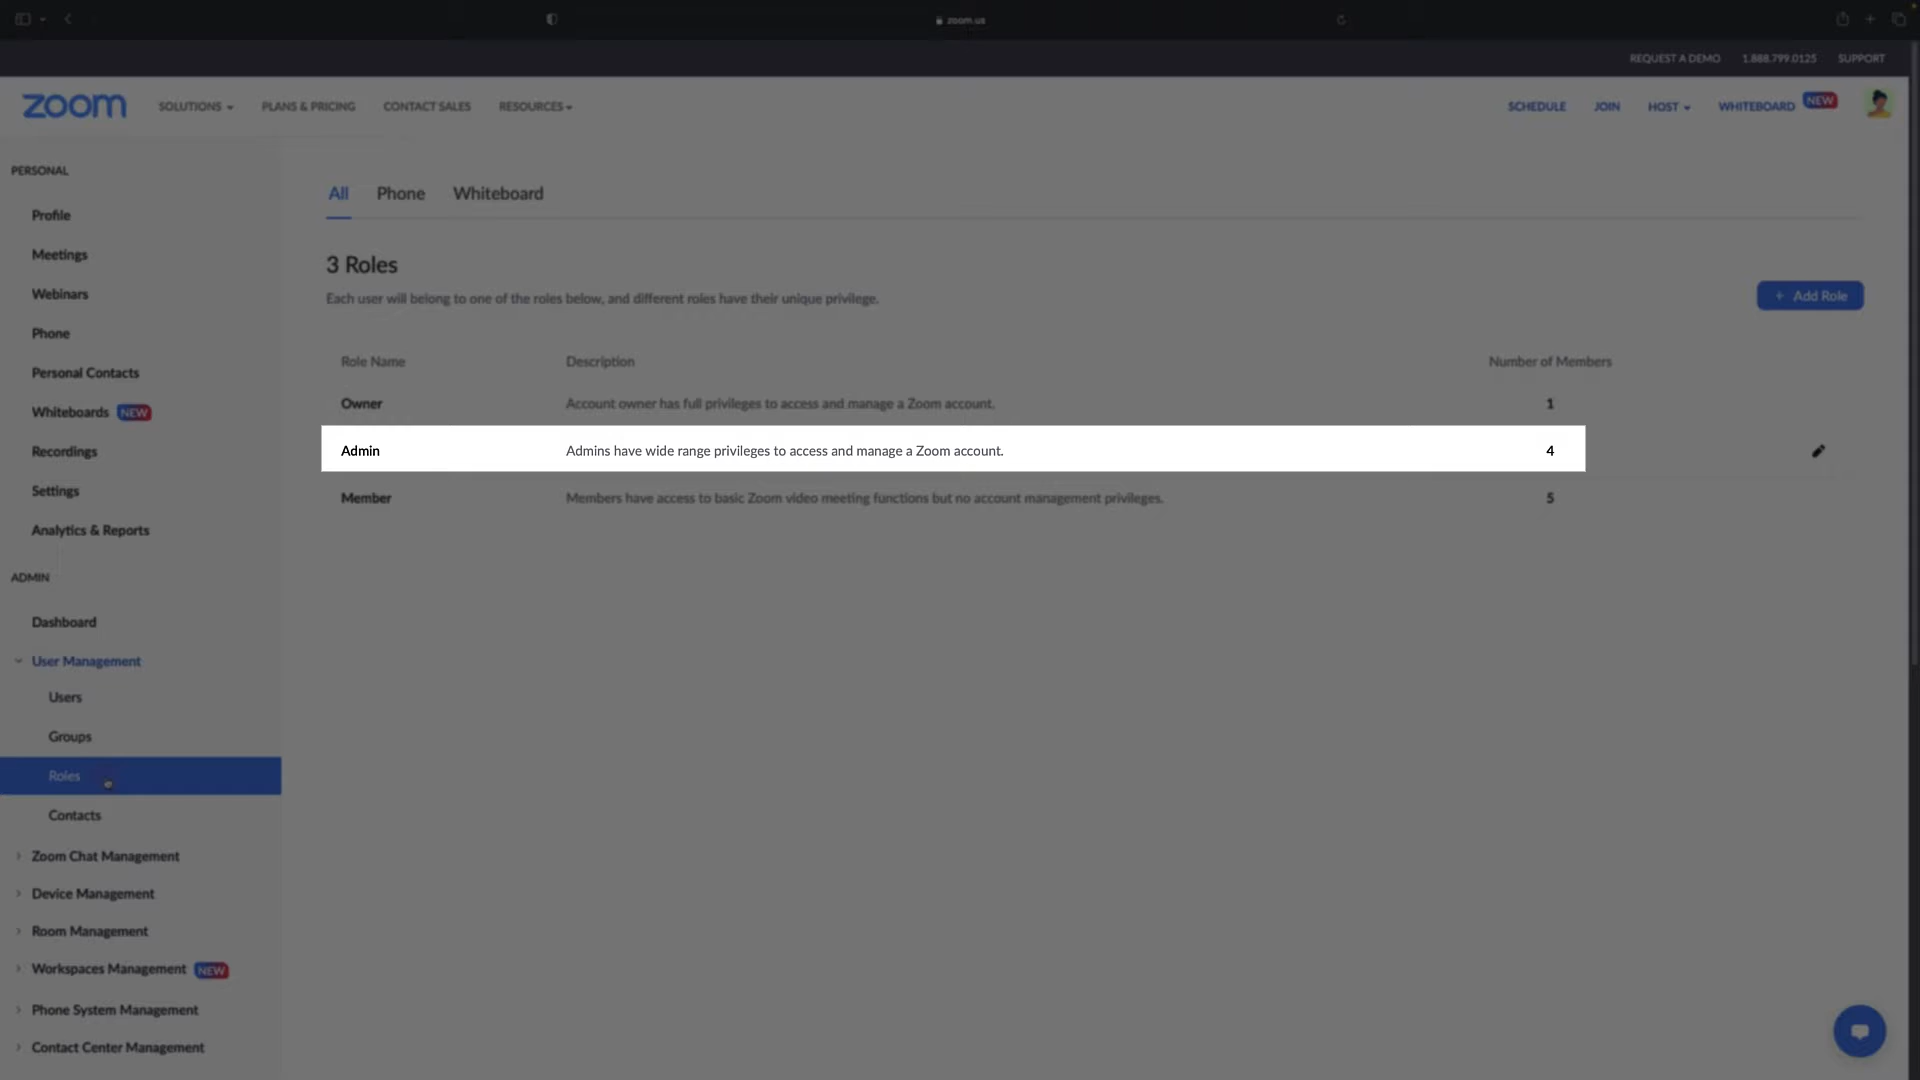 zoom.us
REQUEST A DEMO 1.888.799.0125 SUPPORT
zoom SOLUTIONS PLANS & PRICING CONTACT SALES RESOURCES SCHEDULE JOIN HOST WHITEBOARD NEW
PERSONAL
Profile
Meetings
Webinars
Phone
Personal Contacts
Whiteboards NEW
Recordings
Settings
Analytics & Reports
ADMIN
Dashboard
User Management
Users
Groups
Roles
Contacts
Zoom Chat Management
Device Management
Room Management
Workspaces Management NEW
Phone System Management
Contact Center Management
All Phone Whiteboard
3 Roles
Each user will belong to one of the roles below, and different roles have their unique privilege.
+ Add Role
Role Name Description Number of Members
Owner Account owner has full privileges to access and manage a Zoom account. 1
Admin Admins have wide range privileges to access and manage a Zoom account. 4
Member Members have access to basic Zoom video meeting functions but no account management privileges. 5